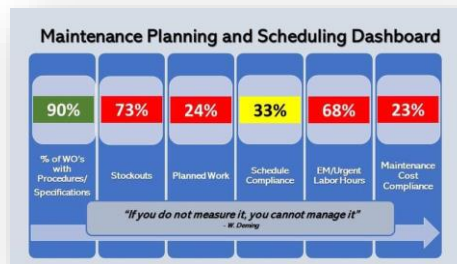 Maintenance Planning and Scheduling Dashboard
90%
73%
24%
33%
68%
23%
% of WO's
with
Procedures/
Specifications
Stockouts
Planned Work
Schedule
Compliance
EM/Urgent
Labor Hours
Maintenance
Cost
Compliance
"If you do not measure it, you cannot manage it"
- W. Deming